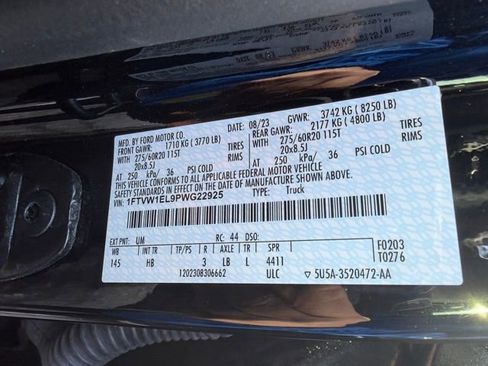 MFD. BY FORD MOTOR CO.
DATE: 08/23 GVWR: 3742 KG ( 8250 LB)
FRONT GAWR: 1710 KG ( 3770 LB) REAR GAWR: 2177 KG ( 4800 LB)
WITH 275/60R20 115T TIRES WITH 275/60R20 115T TIRES
20x8.5J RIMS 20x8.5J RIMS
AT 250 kPa/ 36 PSI COLD AT 250 kPa/ 36 PSI COLD
THIS VEHICLE CONFORMS TO ALL APPLICABLE FEDERAL MOTOR VEHICLE
SAFETY STANDARDS IN EFFECT ON THE DATE OF MANUFACTURE SHOWN ABOVE.
VIN: 1FTVW1EL9PWG22925 TYPE: Truck
EXT PNT: UM RC: 44 DSO: F0203
WB INT TR TP/PS R AXLE TR SPR T0276
145 HB 3 LB L 4411
1202308306662 ULC ▽ 5U5A-3520472-AA